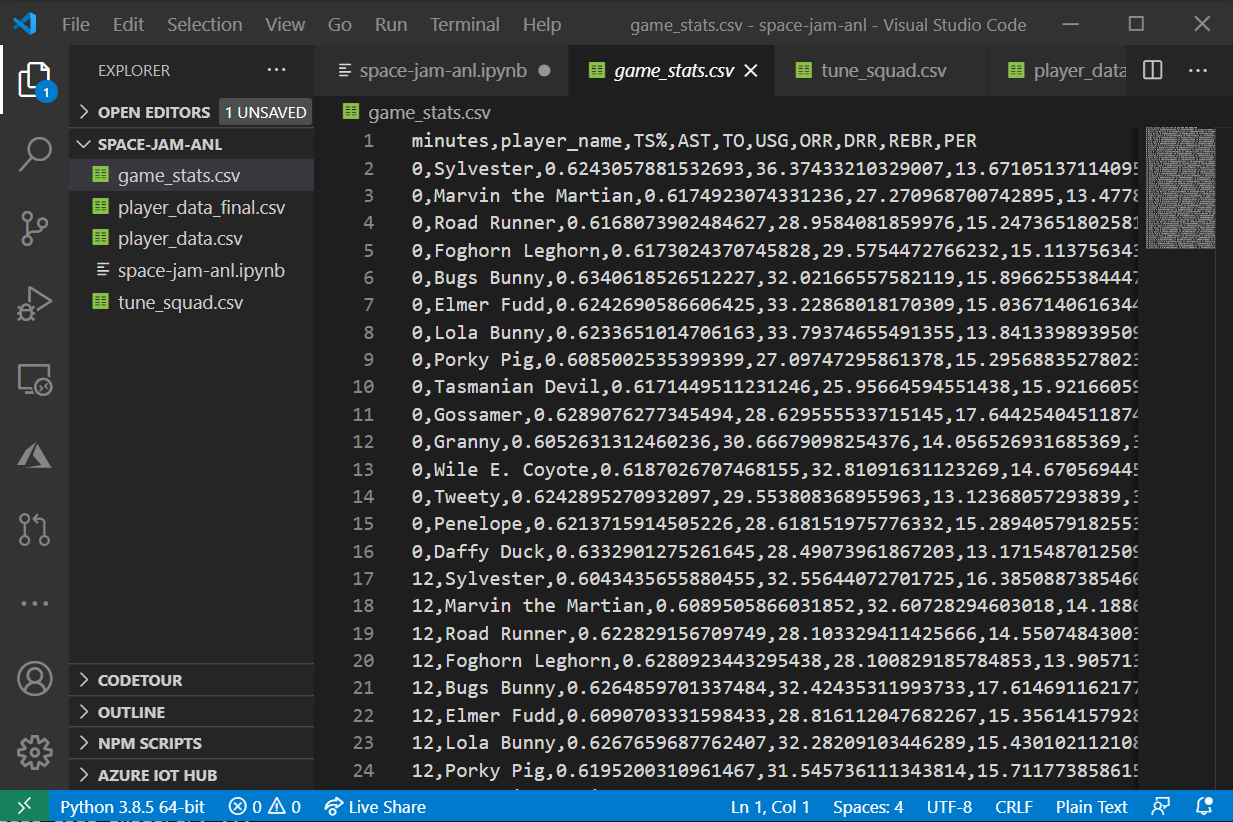 File Edit Selection View Go Run Terminal Help game_stats.csv - space-jam-anl - Visual Studio Code
EXPLORER
space-jam-anl.ipynb game_stats.csv tune_squad.csv player_data
1
OPEN EDITORS 1 UNSAVED
game_stats.csv
SPACE-JAM-ANL
game_stats.csv
player_data_final.csv
player_data.csv
space-jam-anl.ipynb
tune_squad.csv
1 minutes,player_name,TS%,AST,TO,USG,ORR,DRR,REBR,PER
2 0,Sylvester,0.6243057881532693,36.37433210329007,13.67105137114095
3 0,Marvin the Martian,0.6174923074331236,27.270968700742895,13.4778
4 0,Road Runner,0.6168073902484627,28.9584081859976,15.2473651802581
5 0,Foghorn Leghorn,0.6173024370745828,29.5754472766232,15.113756343
6 0,Bugs Bunny,0.6340618526512227,32.02166557582119,15.8966255384447
7 0,Elmer Fudd,0.6242690586606425,33.22868018170309,15.0367140616344
8 0,Lola Bunny,0.6233651014706163,33.79374655491355,13.8413398939509
9 0,Porky Pig,0.6085002535399399,27.09747295861378,15.29568835278023
10 0,Tasmanian Devil,0.6171449511231246,25.95664594551438,15.92166059
11 0,Gossamer,0.6289076277345494,28.629555533715145,17.644254045118 74
12 0,Granny,0.6052631312460236,30.66679098254376,14.056526931685369,
13 0,Wile E. Coyote,0.6187026707468155,32.81091631123269,14.670569445
14 0,Tweety,0.6242895270932097,29.553808368955963,13.12368057293839,
15 0,Penelope,0.6213715914505226,28.618151975776332,15.28940579182553
16 0,Daffy Duck,0.6332901275261645,28.49073961867203,13.1715487012509
17 12,Sylvester,0.6043435655880455,32.55644072701725,16.3850887385460
18 12,Marvin the Martian,0.6089505866031852,32.60728294603018,14.1886
19 12,Road Runner,0.622829156709749,28.103329411425666,14.55074843003
20 12,Foghorn Leghorn,0.6280923443295438,28.100829185784853,13.905713
21 12,Bugs Bunny,0.6264859701337484,32.42435311993733,17.614691162177
22 12,Elmer Fudd,0.6090703331598433,28.816112047682267,15.35614157928
23 12,Lola Bunny,0.6267659687762407,32.28209103446289,15.430102112108
24 12,Porky Pig,0.6195200310961467,31.545736111343814,15.711773858615
CODETOUR
OUTLINE
NPM SCRIPTS
AZURE IOT HUB
Python 3.8.5 64-bit 0 0 Live Share Ln 1, Col 1 Spaces: 4 UTF-8 CRLF Plain Text